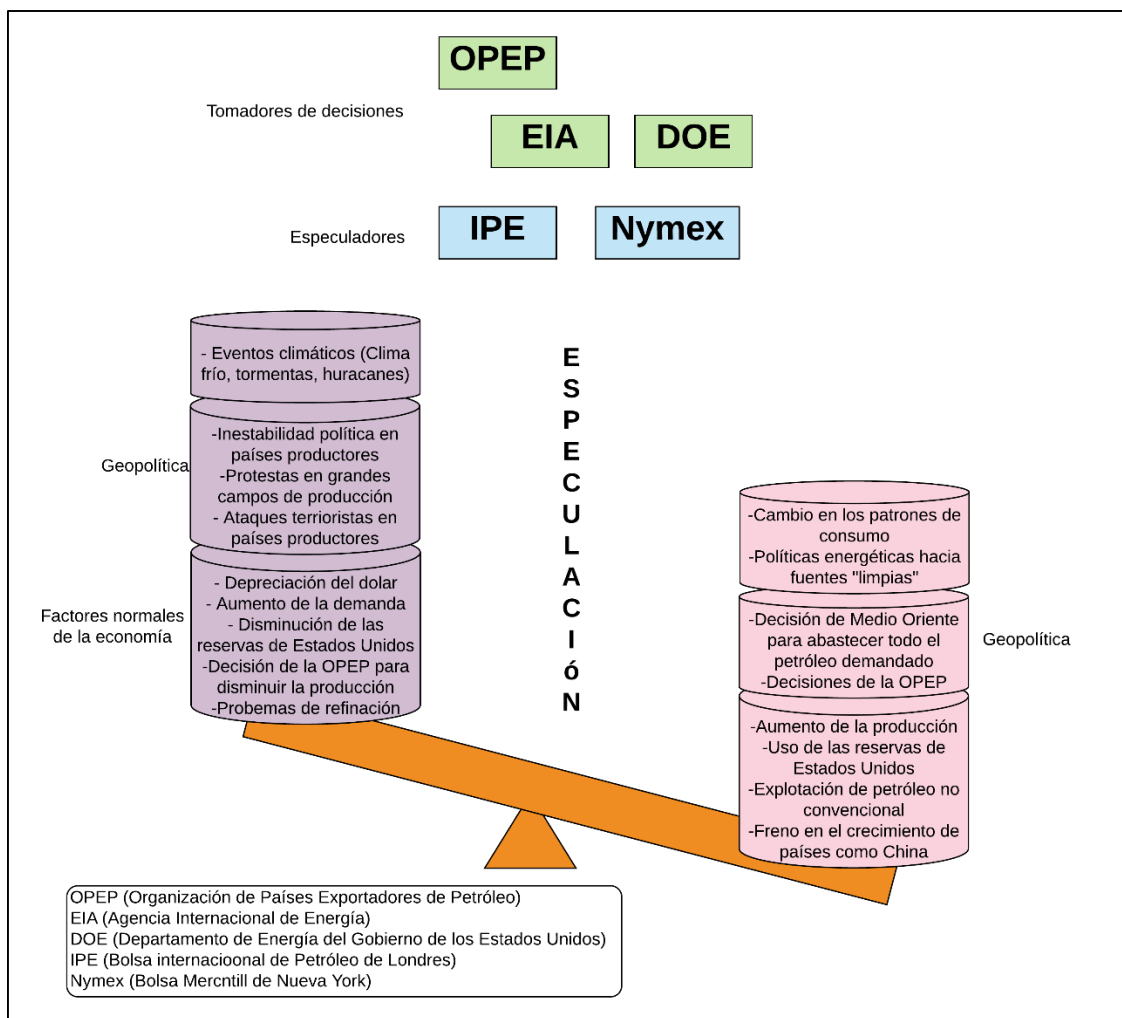 OPEP
Tomadores de decisiones
EIA
DOE
Especuladores
IPE
Nymex
- Eventos climáticos (Clima
frío, tormentas, huracanes)
Geopolítica
-Inestabilidad política en
países productores
-Protestas en grandes
campos de producción
- Ataques terrioristas en
países productores
Factores normales
de la economía
- Depreciación del dolar
- Aumento de la demanda
- Disminución de las
reservas de Estados Unidos
-Decisión de la OPEP para
disminuir la producción
-Probemas de refinación
E
S
P
E
C
U
L
A
C
I
ó
N
-Cambio en los patrones de
consumo
-Políticas energéticas hacia
fuentes "limpias"
-Decisión de Medio Oriente
para abastecer todo el
petróleo demandado
-Decisiones de la OPEP
Geopolítica
-Aumento de la producción
-Uso de las reservas de
Estados Unidos
-Explotación de petróleo no
convencional
-Freno en el crecimiento de
países como China
OPEP (Organización de Países Exportadores de Petróleo)
EIA (Agencia Internacional de Energía)
DOE (Departamento de Energía del Gobierno de los Estados Unidos)
IPE (Bolsa internacioonal de Petróleo de Londres)
Nymex (Bolsa Mercntill de Nueva York)